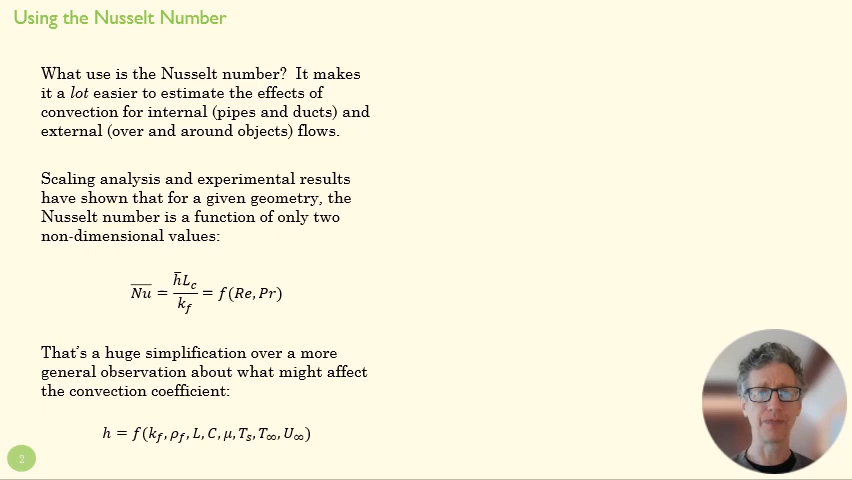 Using the Nusselt Number
What use is the Nusselt number?  It makes
it a lot easier to estimate the effects of
convection for internal (pipes and ducts) and
external (over and around objects) flows.
Scaling analysis and experimental results
have shown that for a given geometry, the
Nusselt number is a function of only two
non-dimensional values:
N̅u̅ = h̅L_c / k_f = f(Re, Pr)
That's a huge simplification over a more
general observation about what might affect
the convection coefficient:
h = f(k_f, ρ_f, L, C, μ, T_s, T_∞, U_∞)
2